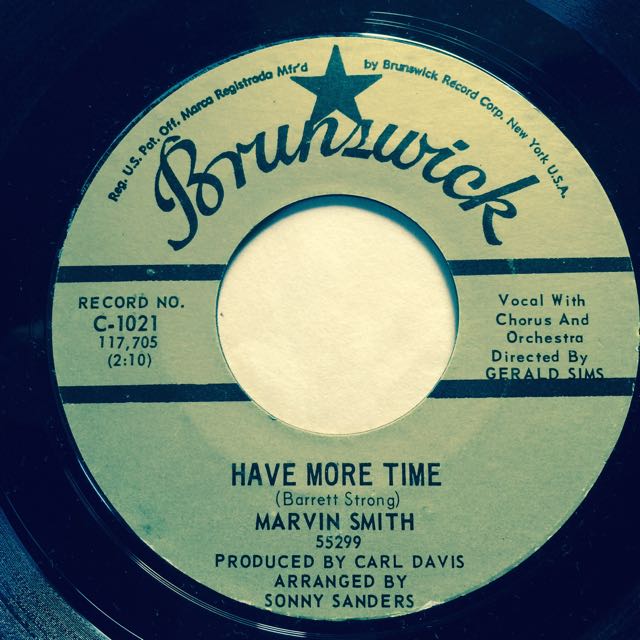 Reg. U.S. Pat. Off. Marca Registrada Mfr'd by Brunswick Record Corp. New York U.S.A.
Brunswick
RECORD NO.
C-1021
117,705
(2:10)
Vocal With
Chorus And
Orchestra
Directed By
GERALD SIMS
HAVE MORE TIME
(Barrett Strong)
MARVIN SMITH
55299
PRODUCED BY CARL DAVIS
ARRANGED BY
SONNY SANDERS